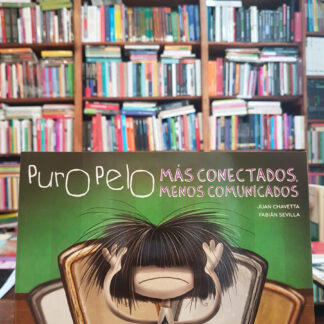 PurO PelO
MÁS CONECTADOS,
MENOS COMUNICADOS
JUAN CHAVETTA
FABIÁN SEVILLA